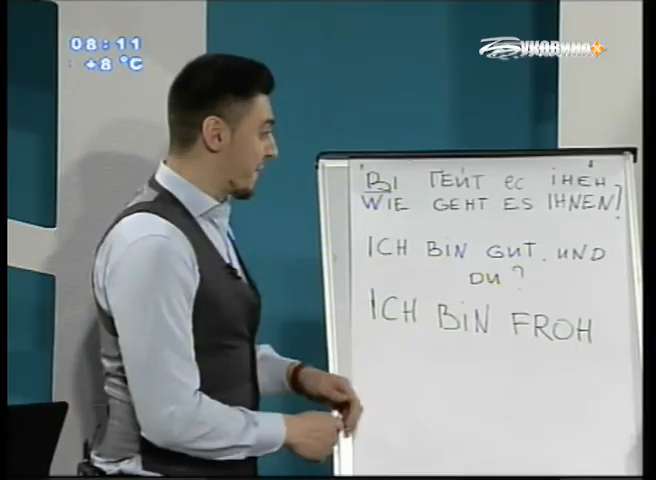 08:11
+8 °C
БУКОВИНА+
ВІ ГЕЙТ ЕС ІНЕН
WIE GEHT ES IHNEN?
ICH BIN GUT. UND
DU?
ICH BIN FROH